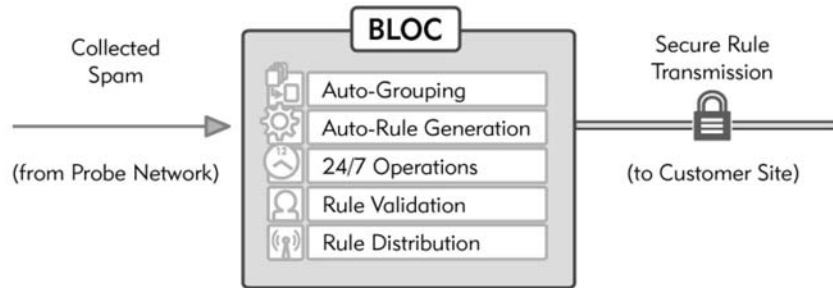 Collected
Spam
(from Probe Network)
BLOC
Auto-Grouping
Auto-Rule Generation
12
24/7 Operations
Rule Validation
Rule Distribution
Secure Rule
Transmission
(to Customer Site)